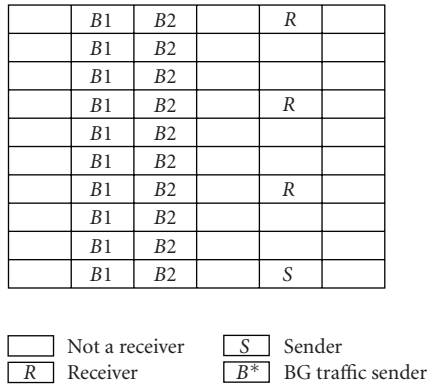 B1 B2 R
B1 B2
B1 B2
B1 B2 R
B1 B2
B1 B2
B1 B2 R
B1 B2
B1 B2
B1 B2 S
Not a receiver S Sender
R Receiver B* BG traffic sender